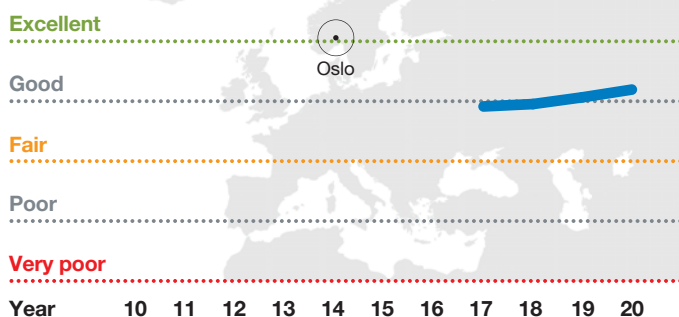 Excellent
Oslo
Good
Fair
Poor
Very poor
Year 10 11 12 13 14 15 16 17 18 19 20